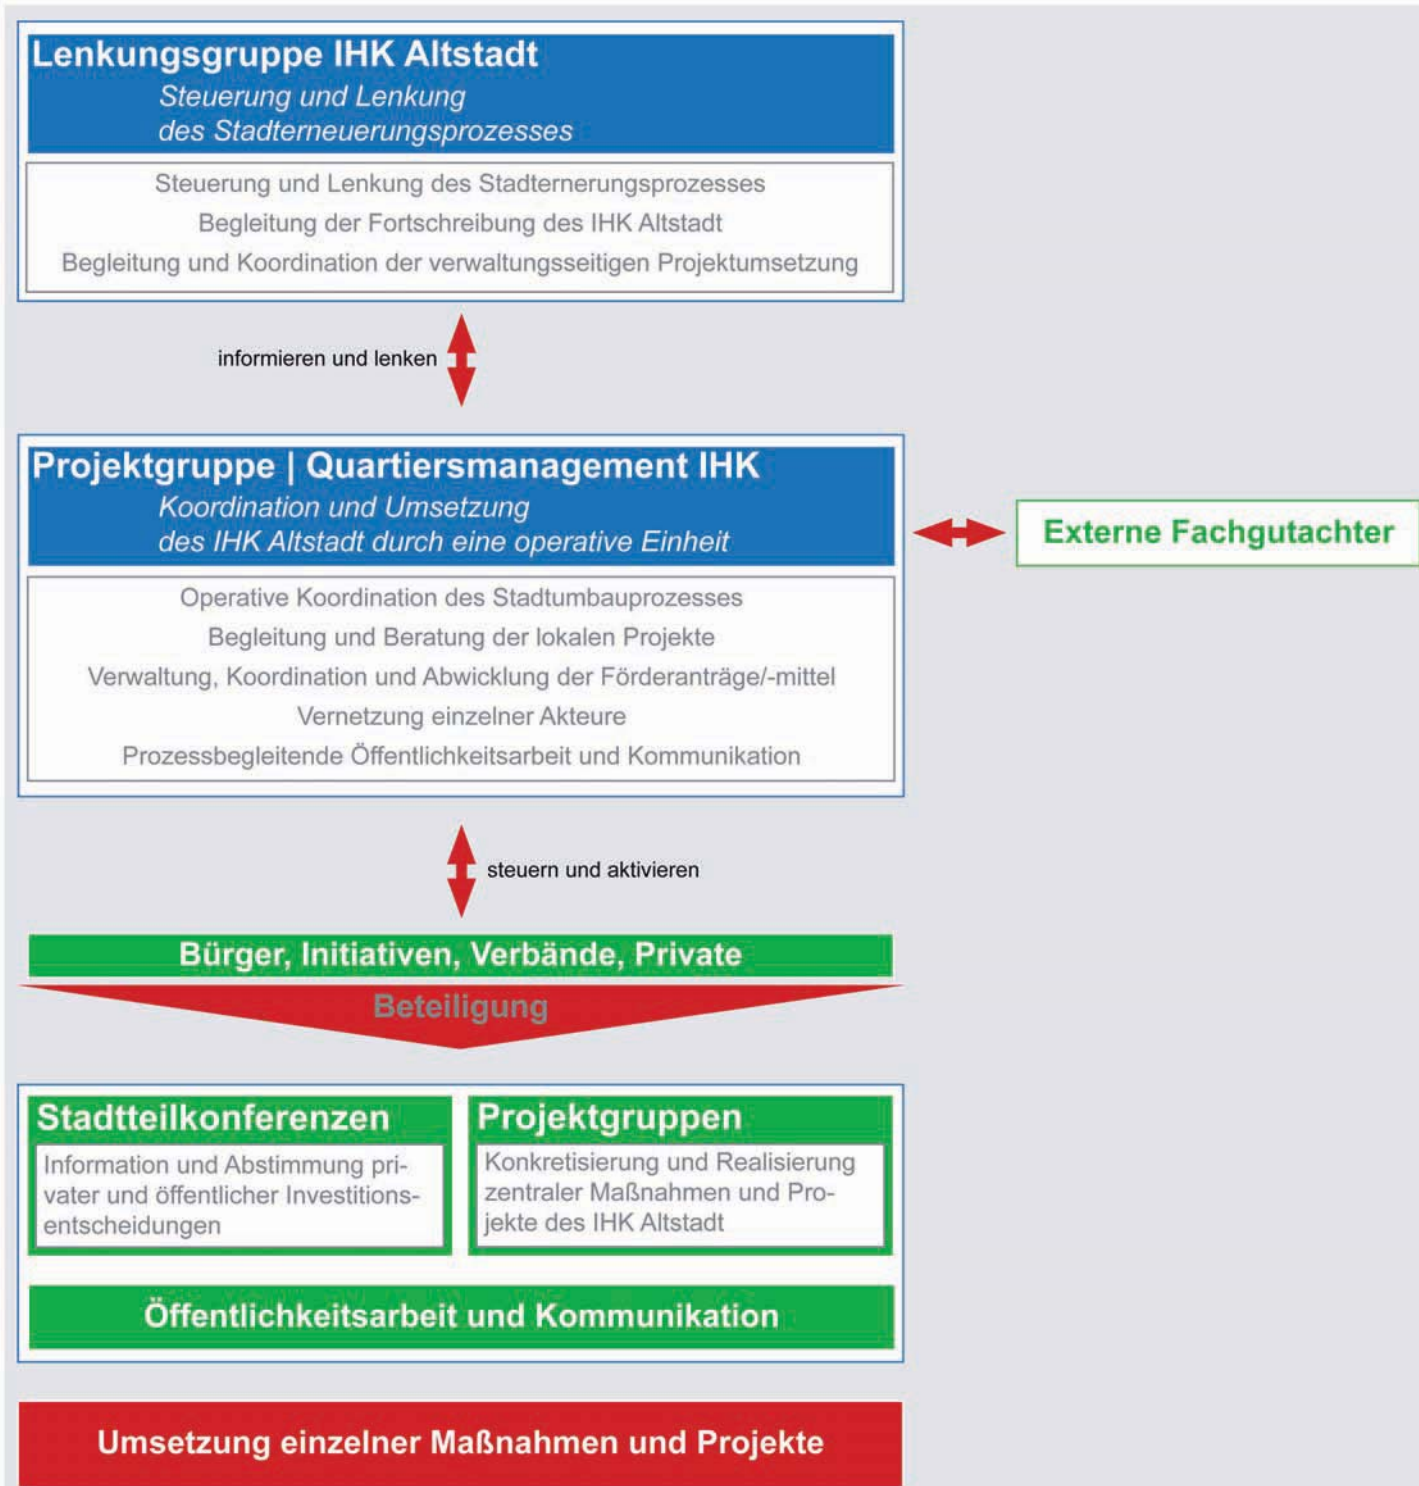 Lenkungsgruppe IHK Altstadt
Steuerung und Lenkung
des Stadterneuerungsprozesses
Steuerung und Lenkung des Stadternerungsprozesses
Begleitung der Fortschreibung des IHK Altstadt
Begleitung und Koordination der verwaltungsseitigen Projektumsetzung
informieren und lenken
Projektgruppe | Quartiersmanagement IHK
Koordination und Umsetzung
des IHK Altstadt durch eine operative Einheit
Externe Fachgutachter
Operative Koordination des Stadtumbauprozesses
Begleitung und Beratung der lokalen Projekte
Verwaltung, Koordination und Abwicklung der Förderanträge/-mittel
Vernetzung einzelner Akteure
Prozessbegleitende Öffentlichkeitsarbeit und Kommunikation
steuern und aktivieren
Bürger, Initiativen, Verbände, Private
Beteiligung
Stadtteilkonferenzen
Information und Abstimmung pri-
vater und öffentlicher Investitions-
entscheidungen
Projektgruppen
Konkretisierung und Realisierung
zentraler Maßnahmen und Pro-
jekte des IHK Altstadt
Öffentlichkeitsarbeit und Kommunikation
Umsetzung einzelner Maßnahmen und Projekte